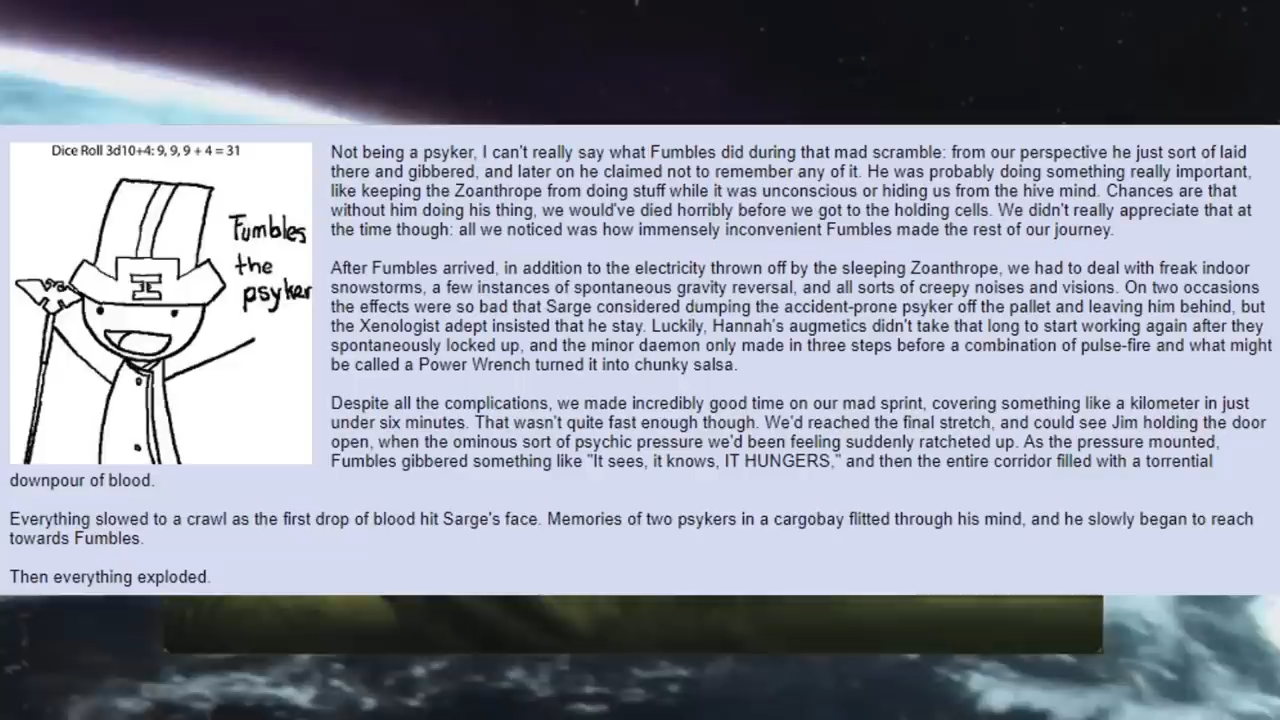 Dice Roll 3d10+4: 9, 9, 9 + 4 = 31
Fumbles
the
psyker
I
Not being a psyker, I can't really say what Fumbles did during that mad scramble: from our perspective he just sort of laid
there and gibbered, and later on he claimed not to remember any of it. He was probably doing something really important,
like keeping the Zoanthrope from doing stuff while it was unconscious or hiding us from the hive mind. Chances are that
without him doing his thing, we would've died horribly before we got to the holding cells. We didn't really appreciate that at
the time though: all we noticed was how immensely inconvenient Fumbles made the rest of our journey.
After Fumbles arrived, in addition to the electricity thrown off by the sleeping Zoanthrope, we had to deal with freak indoor
snowstorms, a few instances of spontaneous gravity reversal, and all sorts of creepy noises and visions. On two occasions
the effects were so bad that Sarge considered dumping the accident-prone psyker off the pallet and leaving him behind, but
the Xenologist adept insisted that he stay. Luckily, Hannah's augmetics didn't take that long to start working again after they
spontaneously locked up, and the minor daemon only made in three steps before a combination of pulse-fire and what might
be called a Power Wrench turned it into chunky salsa.
Despite all the complications, we made incredibly good time on our mad sprint, covering something like a kilometer in just
under six minutes. That wasn't quite fast enough though. We'd reached the final stretch, and could see Jim holding the door
open, when the ominous sort of psychic pressure we'd been feeling suddenly ratcheted up. As the pressure mounted,
Fumbles gibbered something like "It sees, it knows, IT HUNGERS," and then the entire corridor filled with a torrential
downpour of blood.
Everything slowed to a crawl as the first drop of blood hit Sarge's face. Memories of two psykers in a cargobay flitted through his mind, and he slowly began to reach
towards Fumbles.
Then everything exploded.